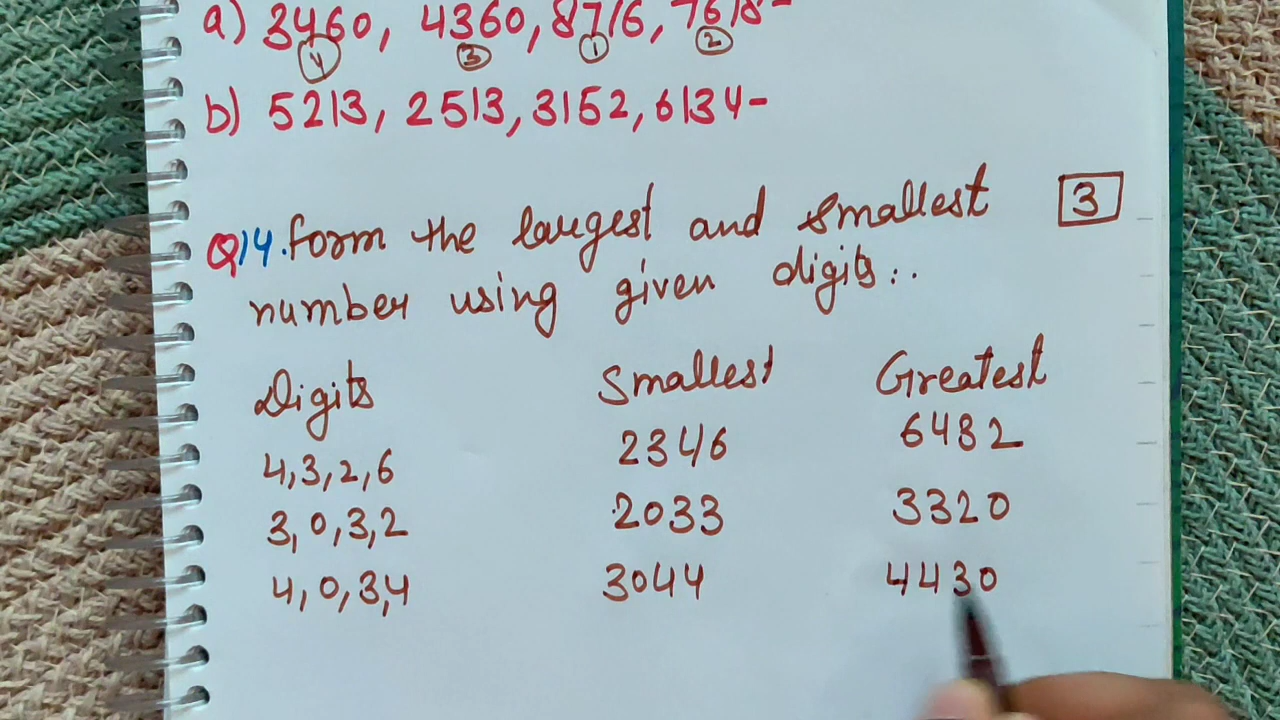 a) 3460, 4360, 8716, 7618-
4 3 1 2
b) 5213, 2513, 3152, 6134-
Q14. Form the largest and smallest 3
number using given digits:.
Digits Smallest Greatest
4,3,2,6 2346 6432
3,0,3,2 2033 3320
4,0,3,4 3044 4430